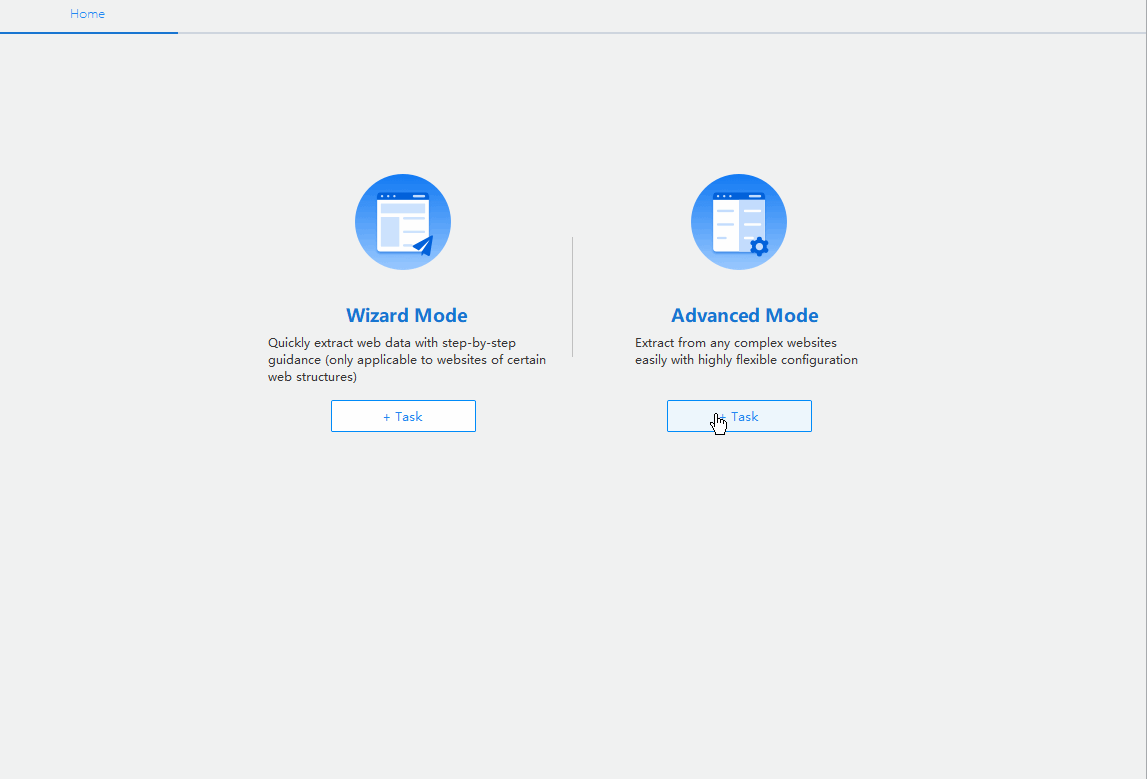 Home
Wizard Mode
Quickly extract web data with step-by-step
guidance (only applicable to websites of certain
web structures)
+ Task
Advanced Mode
Extract from any complex websites
easily with highly flexible configuration
+ Task